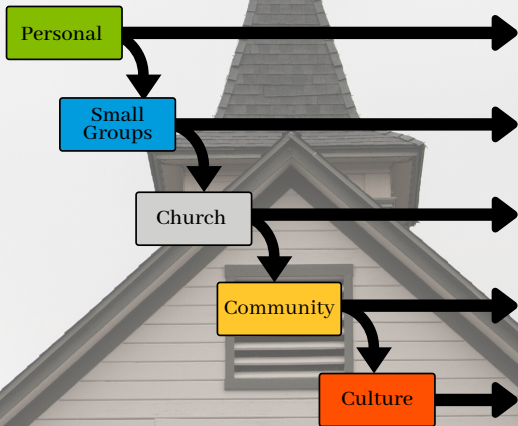 Personal
Small
Groups
Church
Community
Culture